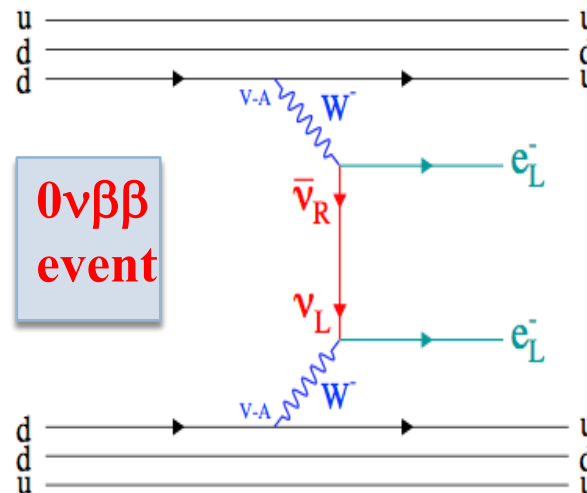 u u
d d
d u
V-A W⁻
e⁻L
0νββ
event
ν̄R
νL
e⁻L
V-A W⁻
d u
d d
u u